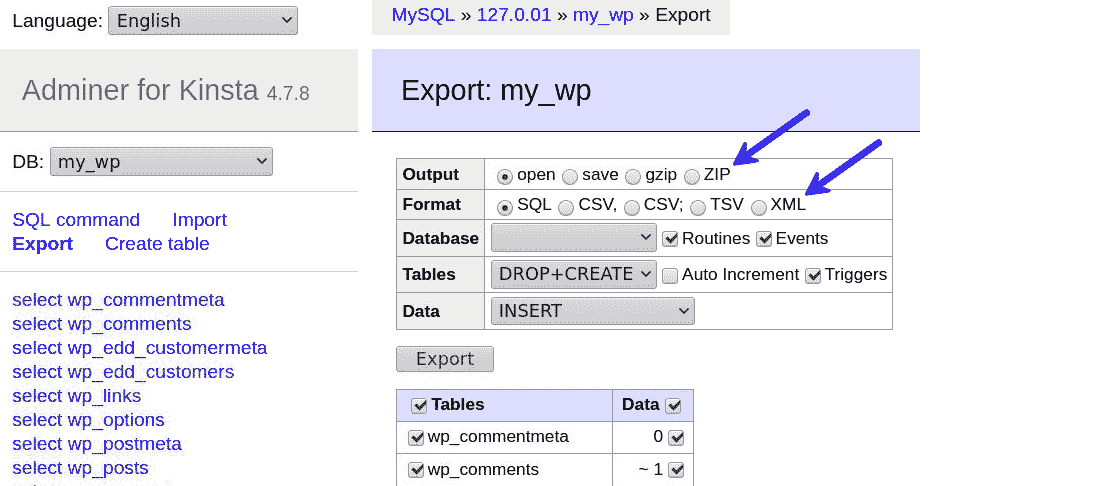 Language: English
MySQL » 127.0.01 » my_wp » Export
Adminer for Kinsta 4.7.8
Export: my_wp
DB: my_wp
SQL command Import
Export Create table
select wp_commentmeta
select wp_comments
select wp_edd_customermeta
select wp_edd_customers
select wp_links
select wp_options
select wp_postmeta
select wp_posts
Output open save gzip ZIP
Format SQL CSV, CSV; TSV XML
Database Routines Events
Tables DROP+CREATE Auto Increment Triggers
Data INSERT
Export
Tables Data
wp_commentmeta 0
wp_comments ~ 1